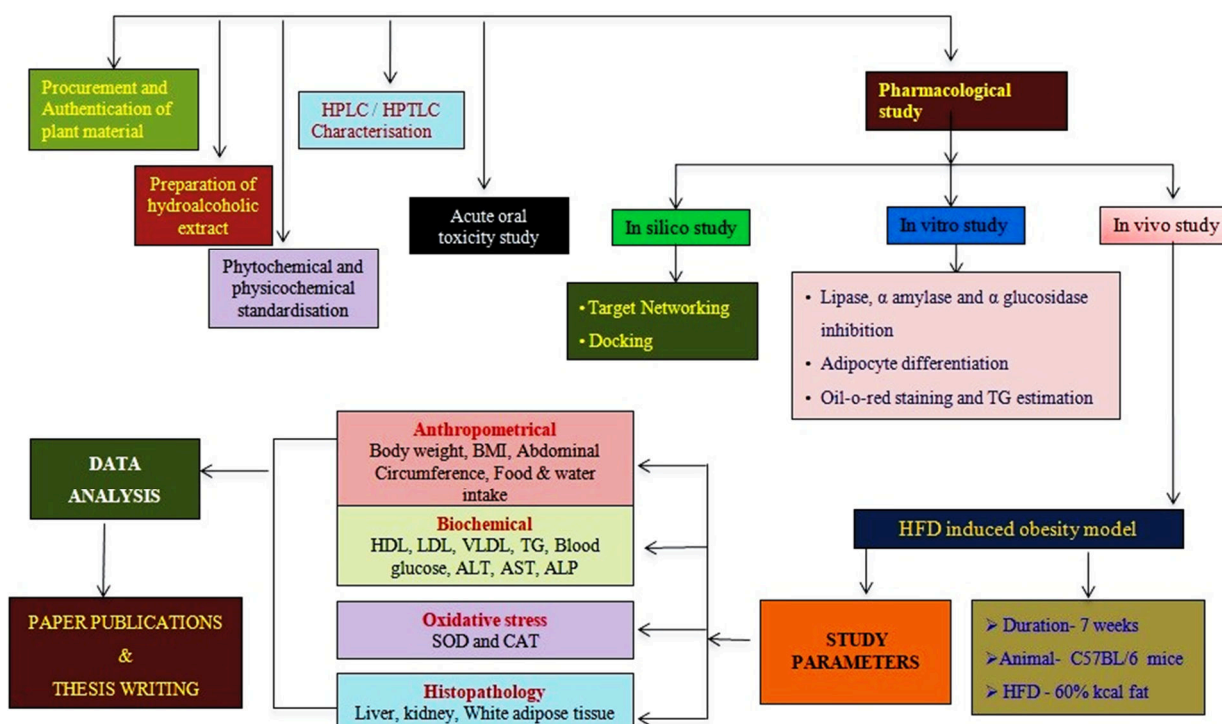 Procurement and
Authentication of
plant material
HPLC / HPTLC
Characterisation
Pharmacological
study
Preparation of
hydroalcoholic
extract
Acute oral
toxicity study
Phytochemical and
physicochemical
standardisation
In silico study
In vitro study
In vivo study
• Target Networking
• Docking
• Lipase, α amylase and α glucosidase
inhibition
• Adipocyte differentiation
• Oil-o-red staining and TG estimation
HFD induced obesity model
➢ Duration- 7 weeks
➢Animal- C57BL/6 mice
➢ HFD - 60% kcal fat
STUDY
PARAMETERS
Anthropometrical
Body weight, BMI, Abdominal
Circumference, Food & water
intake
Biochemical
HDL, LDL, VLDL, TG, Blood
glucose, ALT, AST, ALP
Oxidative stress
SOD and CAT
Histopathology
Liver, kidney, White adipose tissue
DATA
ANALYSIS
PAPER PUBLICATIONS
&
THESIS WRITING